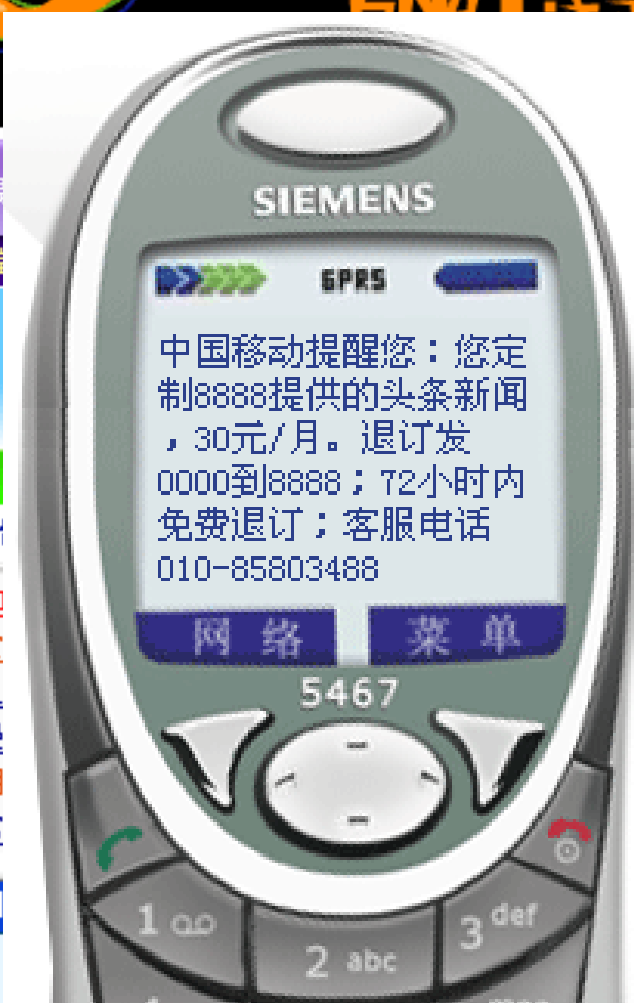 SIEMENS
GPRS
中国移动提醒您：您定
制8888提供的头条新闻
，30元/月。退订发
0000到8888；72小时内
免费退订；客服电话
010-85803488
网 络 菜 单
5467
1
2 abc
3 def